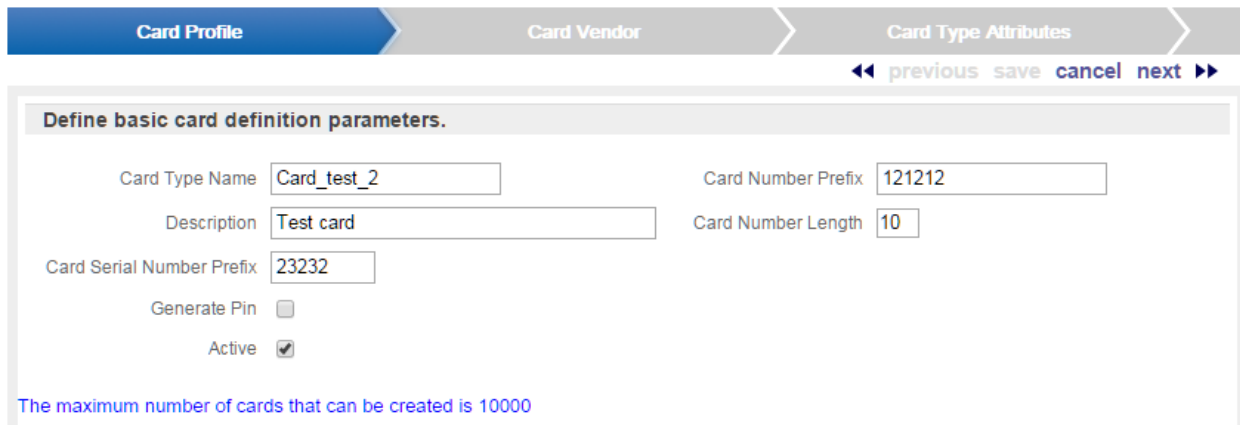 Card Profile Card Vendor Card Type Attributes
previous save cancel next
Define basic card definition parameters.
Card Type Name Card_test_2 Card Number Prefix 121212
Description Test card Card Number Length 10
Card Serial Number Prefix 23232
Generate Pin
Active
The maximum number of cards that can be created is 10000